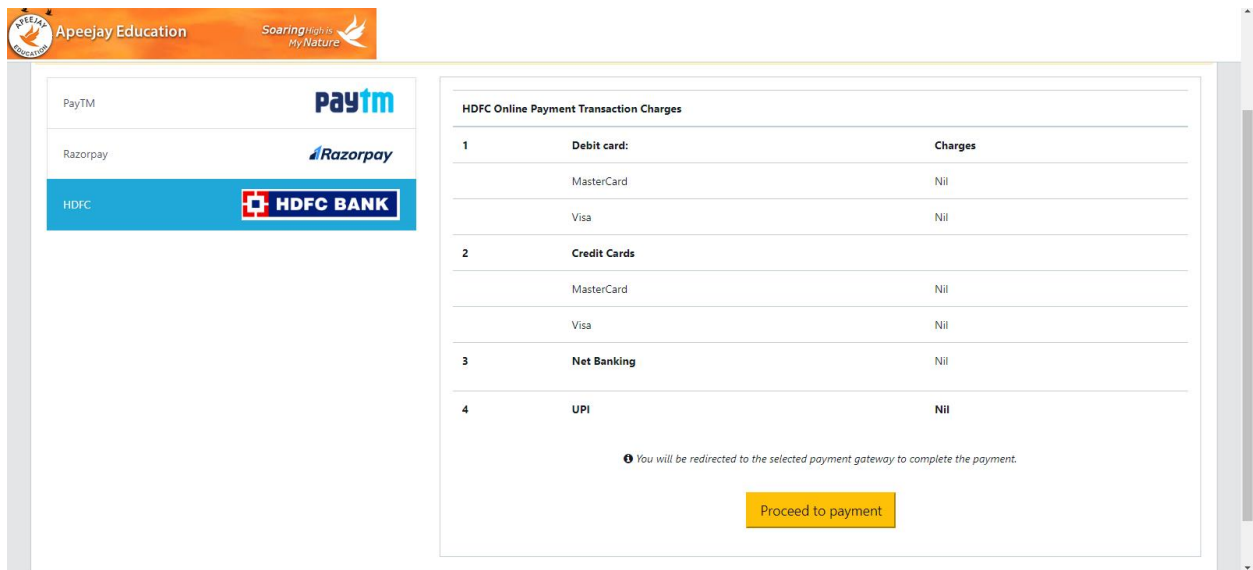 APEEJAY
EDUCATION
Apeejay Education
Soaring High is
My Nature
PayTM
Paytm
Razorpay
Razorpay
HDFC
HDFC BANK
HDFC Online Payment Transaction Charges
1 Debit card: Charges
MasterCard Nil
Visa Nil
2 Credit Cards
MasterCard Nil
Visa Nil
3 Net Banking Nil
4 UPI Nil
You will be redirected to the selected payment gateway to complete the payment.
Proceed to payment